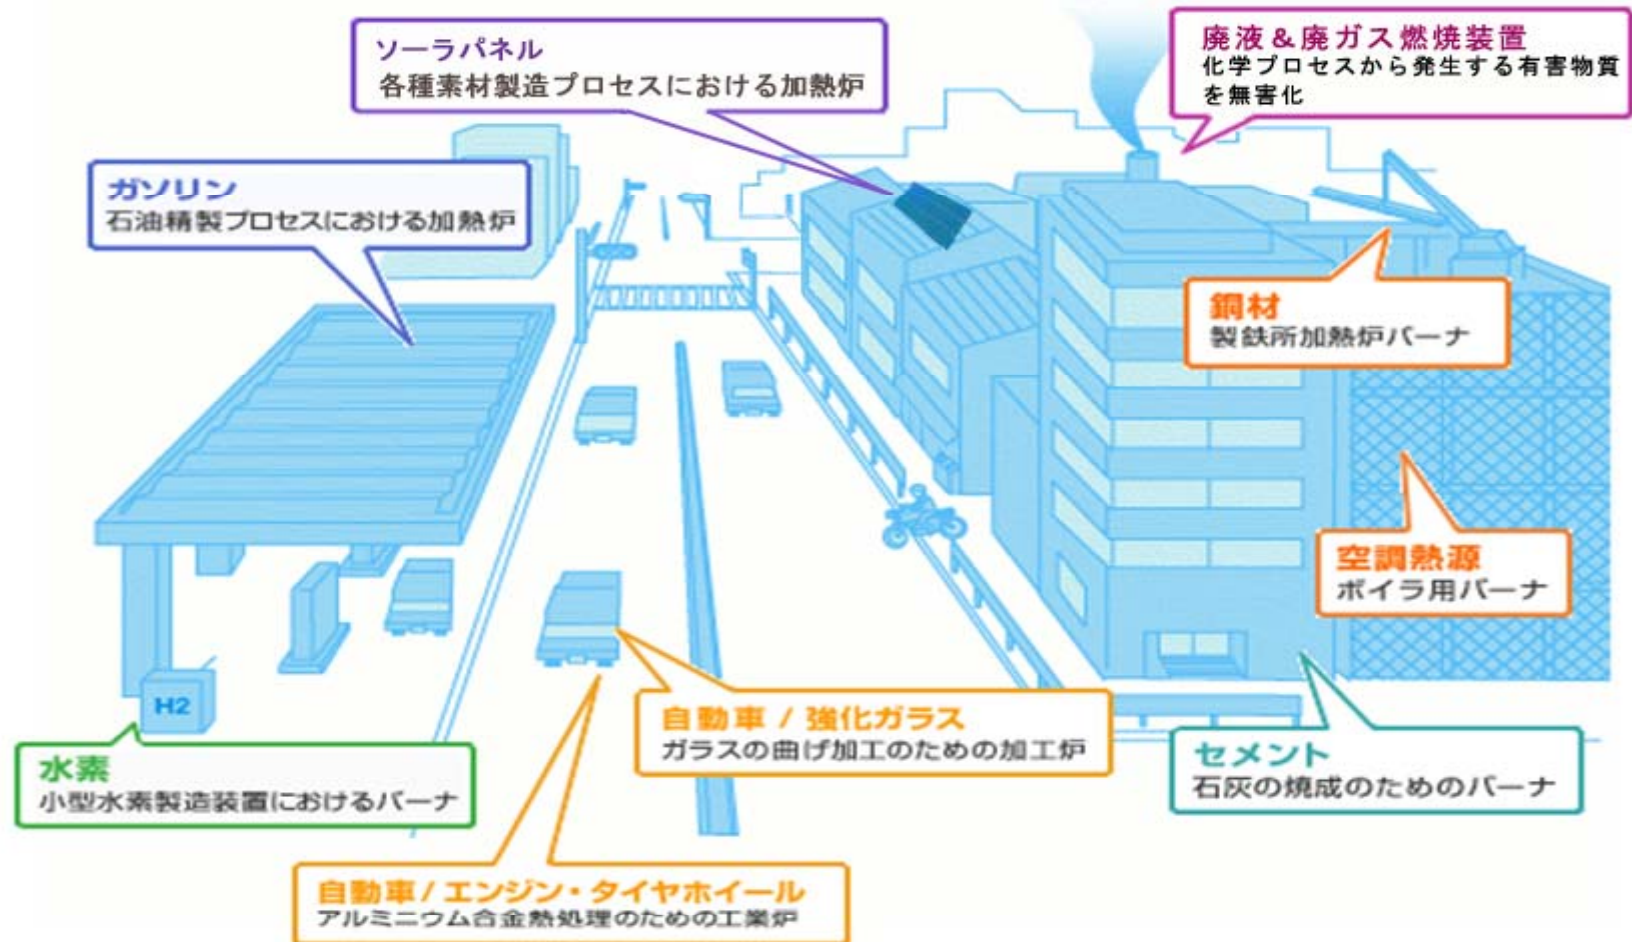 ソーラパネル
各種素材製造プロセスにおける加熱炉
廃液&廃ガス燃焼装置
化学プロセスから発生する有害物質
を無害化
ガソリン
石油精製プロセスにおける加熱炉
鋼材
製鉄所加熱炉バーナ
空調熱源
ボイラ用バーナ
H2
水素
小型水素製造装置におけるバーナ
自動車 / 強化ガラス
ガラスの曲げ加工のための加工炉
セメント
石灰の焼成のためのバーナ
自動車 / エンジン・タイヤホイール
アルミニウム合金熱処理のための工業炉